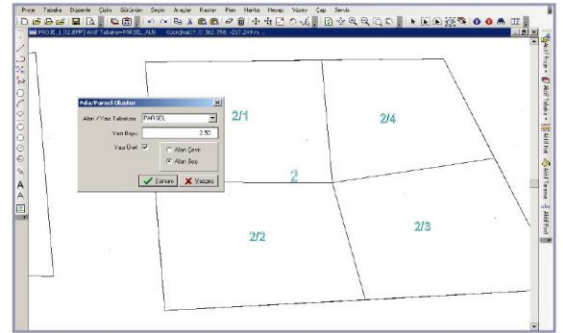 Proje Tabaka Düzenle Çizim Görünüm Seçim Araçlar Raster Plan Harita Hesap Yüzey Çap Servis
Ada/Parsel Oluştur
Alan / Yazı Tabakası PARSEL
Yazı Boyu 2.50
Yazı Üret
Alan Çevir
Alan Seç
Tamam Vazgeç
2/1
2/4
2
2/2
2/3